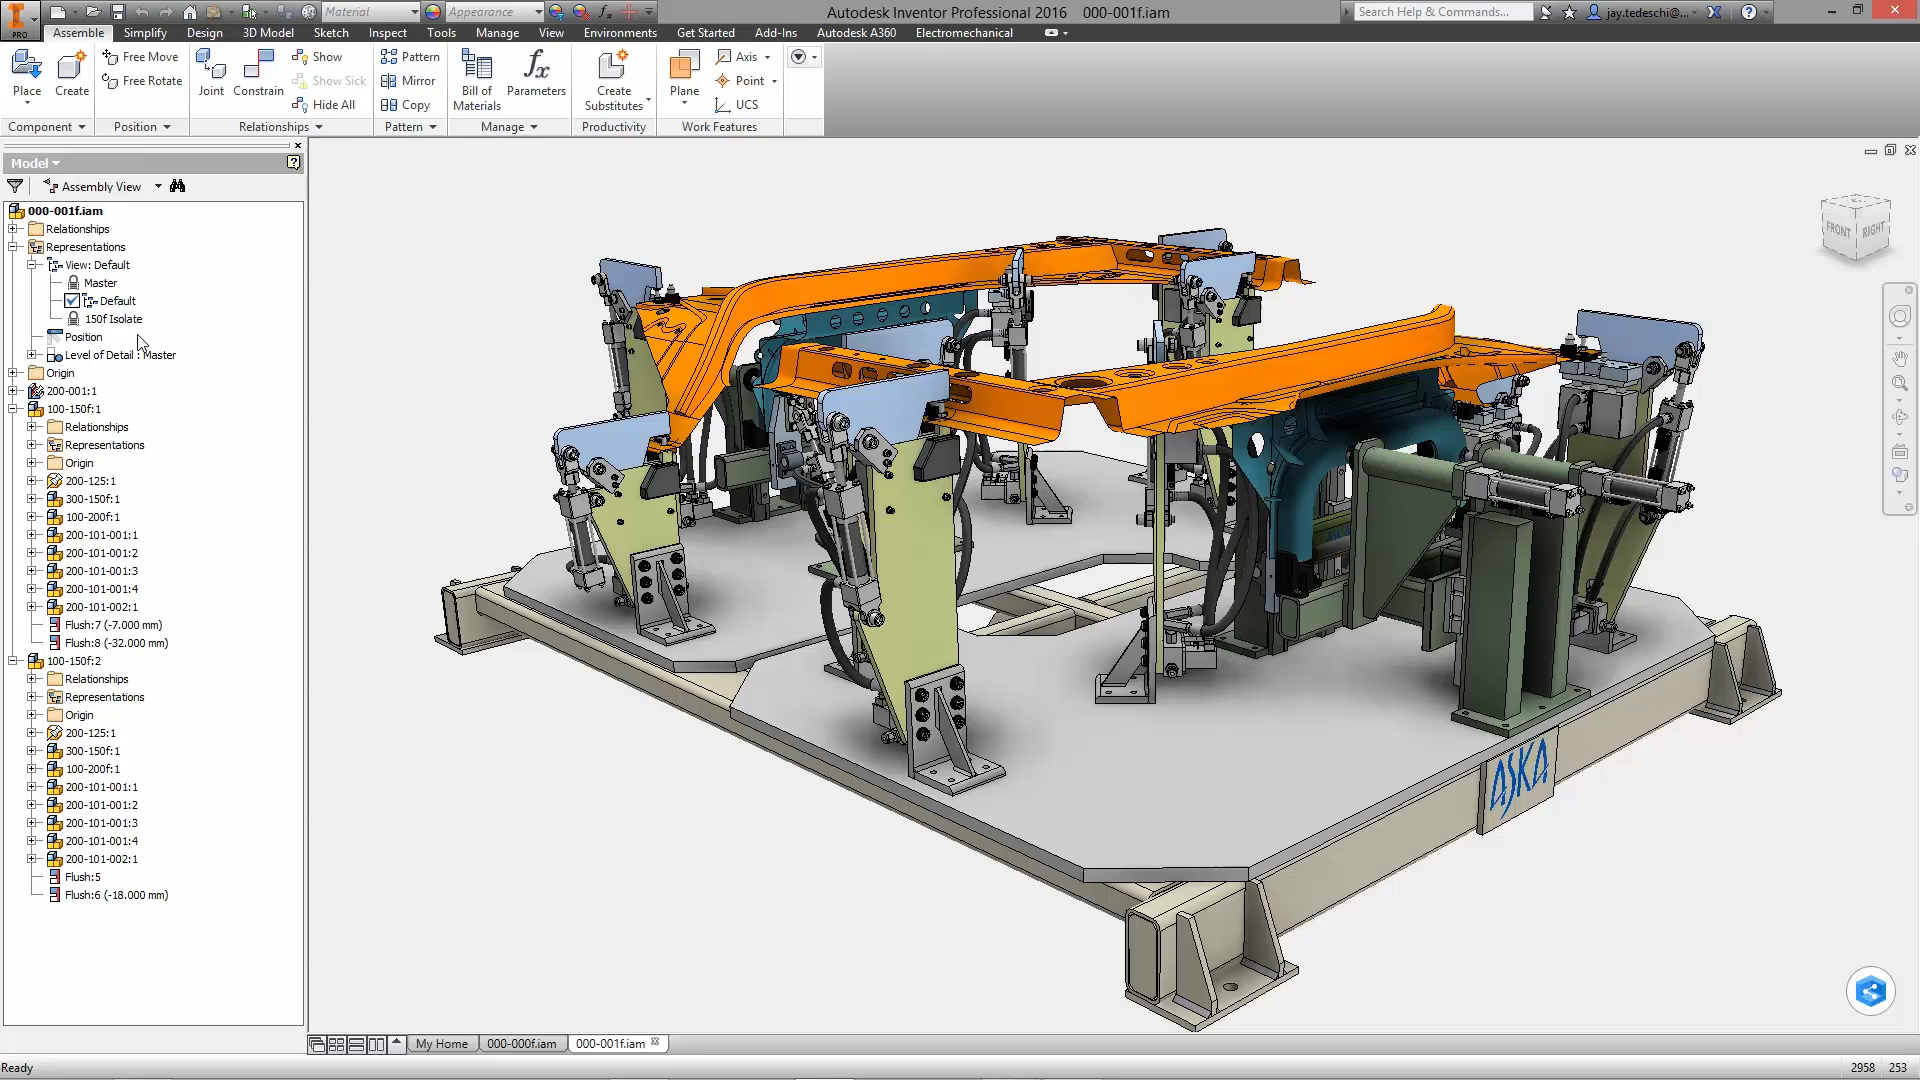 PRO
Material
Appearance
Autodesk Inventor Professional 2016 000-001f.iam
Search Help & Commands...
jay.tedeschi@...
Assemble Simplify Design 3D Model Sketch Inspect Tools Manage View Environments Get Started Add-Ins Autodesk A360 Electromechanical
Place
Create
Free Move
Free Rotate
Joint
Constrain
Show
Show Sick
Hide All
Pattern
Mirror
Copy
Bill of
Materials
fx
Parameters
Create
Substitutes
Plane
Axis
Point
UCS
Component Position Relationships Pattern Manage Productivity Work Features
Model
Assembly View
000-001f.iam
Relationships
Representations
View: Default
Master
Default
150f Isolate
Position
Level of Detail : Master
Origin
200-001:1
100-150f:1
Relationships
Representations
Origin
200-125:1
300-150f:1
100-200f:1
200-101-001:1
200-101-001:2
200-101-001:3
200-101-001:4
200-101-002:1
Flush:7 (-7.000 mm)
Flush:8 (-32.000 mm)
100-150f:2
Relationships
Representations
Origin
200-125:1
300-150f:1
100-200f:1
200-101-001:1
200-101-001:2
200-101-001:3
200-101-001:4
200-101-002:1
Flush:5
Flush:6 (-18.000 mm)
FRONT RIGHT
ASKA
My Home 000-000f.iam 000-001f.iam
Ready
2958 253